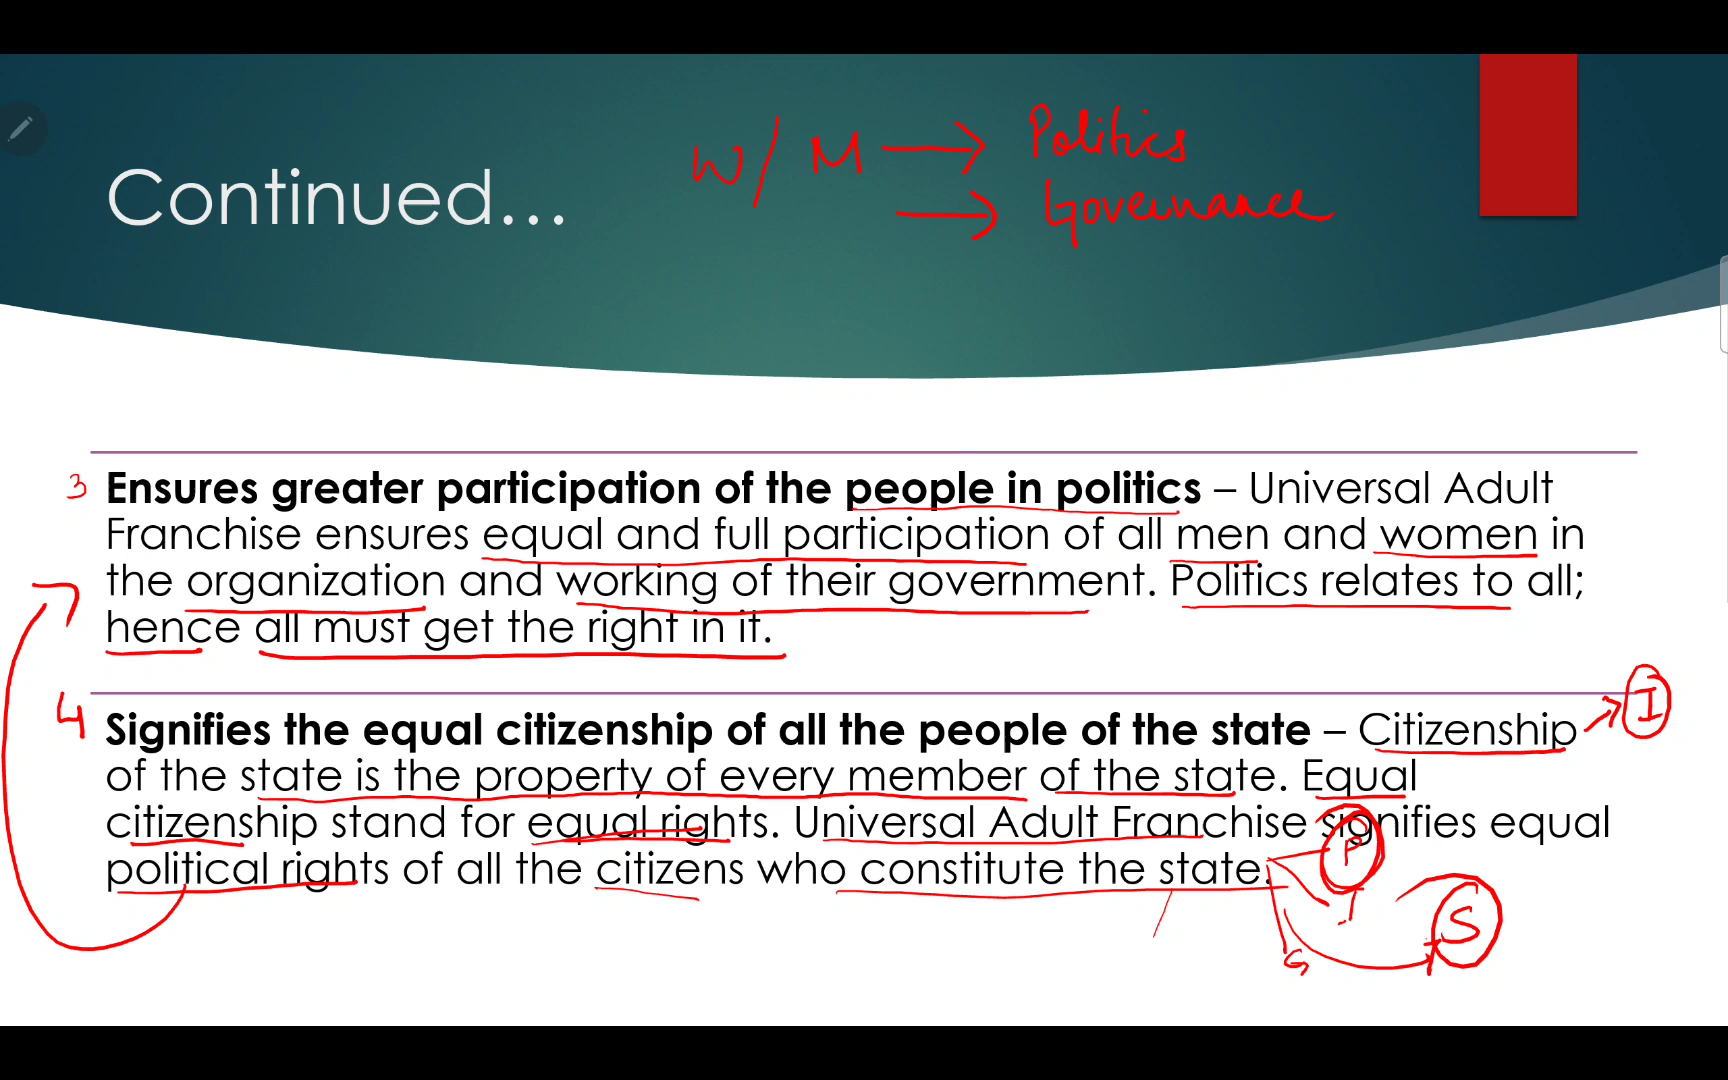 W/ M → Politics
→ Governance
Continued…
3 Ensures greater participation of the people in politics – Universal Adult
Franchise ensures equal and full participation of all men and women in
the organization and working of their government. Politics relates to all;
hence all must get the right in it.
4 Signifies the equal citizenship of all the people of the state – Citizenship → I
of the state is the property of every member of the state. Equal
citizenship stand for equal rights. Universal Adult Franchise signifies equal
political rights of all the citizens who constitute the state.
P
S
G